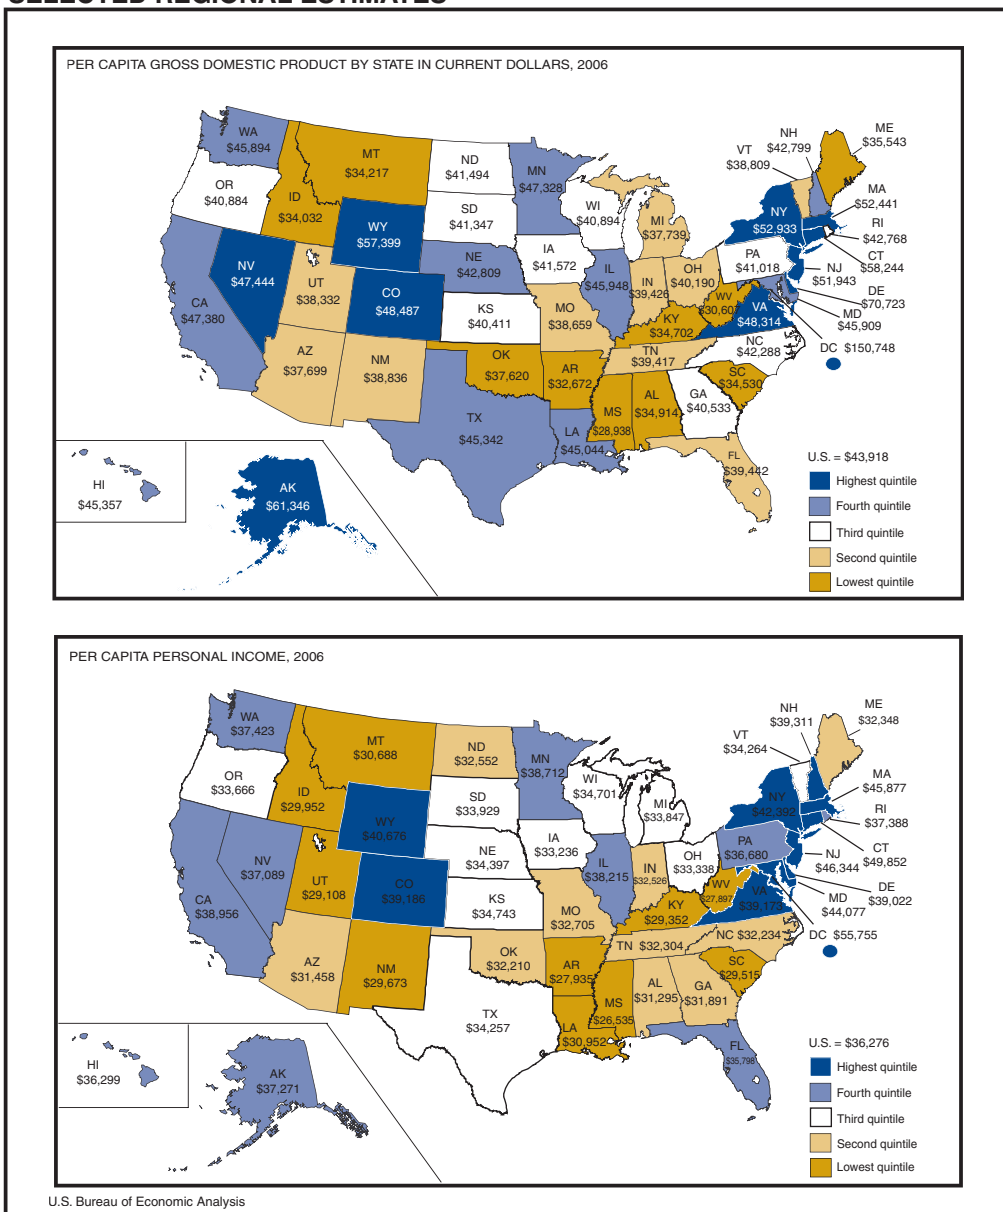 SELECTED REGIONAL ESTIMATES
PER CAPITA GROSS DOMESTIC PRODUCT BY STATE IN CURRENT DOLLARS, 2006
WA
$45,894
OR
$40,884
ID
$34,032
MT
$34,217
WY
$57,399
NV
$47,444
CA
$47,380
UT
$38,332
CO
$48,487
AZ
$37,699
NM
$38,836
ND
$41,494
SD
$41,347
NE
$42,809
KS
$40,411
OK
$37,620
TX
$45,342
MN
$47,328
IA
$41,572
MO
$38,659
AR
$32,672
LA
$45,044
WI
$40,894
IL
$45,948
MI
$37,739
IN
$39,426
OH
$40,190
KY
$34,702
TN
$39,417
MS
$28,938
AL
$34,914
GA
$40,533
FL
$39,442
SC
$34,530
NC
$42,288
VA
$48,314
WV
$30,607
PA
$41,018
NY
$52,933
VT
$38,809
NH
$42,799
ME
$35,543
MA
$52,441
RI
$42,768
CT
$58,244
NJ
$51,943
DE
$70,723
MD
$45,909
DC $150,748
HI
$45,357
AK
$61,346
U.S. = $43,918
Highest quintile
Fourth quintile
Third quintile
Second quintile
Lowest quintile
PER CAPITA PERSONAL INCOME, 2006
WA
$37,423
OR
$33,666
ID
$29,952
MT
$30,688
WY
$40,676
NV
$37,089
CA
$38,956
UT
$29,108
CO
$39,186
AZ
$31,458
NM
$29,673
ND
$32,552
SD
$33,929
NE
$34,397
KS
$34,743
OK
$32,210
TX
$34,257
MN
$38,712
IA
$33,236
MO
$32,705
AR
$27,935
LA
$30,952
WI
$34,701
IL
$38,215
MI
$33,847
IN
$32,526
OH
$33,338
KY
$29,352
TN $32,304
MS
$26,535
AL
$31,295
GA
$31,891
FL
$35,798
SC
$29,515
NC $32,234
VA
$39,173
WV
$27,897
PA
$36,680
NY
$42,392
VT
$34,264
NH
$39,311
ME
$32,348
MA
$45,877
RI
$37,388
CT
$49,852
NJ
$46,344
DE
$39,022
MD
$44,077
DC $55,755
HI
$36,299
AK
$37,271
U.S. = $36,276
Highest quintile
Fourth quintile
Third quintile
Second quintile
Lowest quintile
U.S. Bureau of Economic Analysis